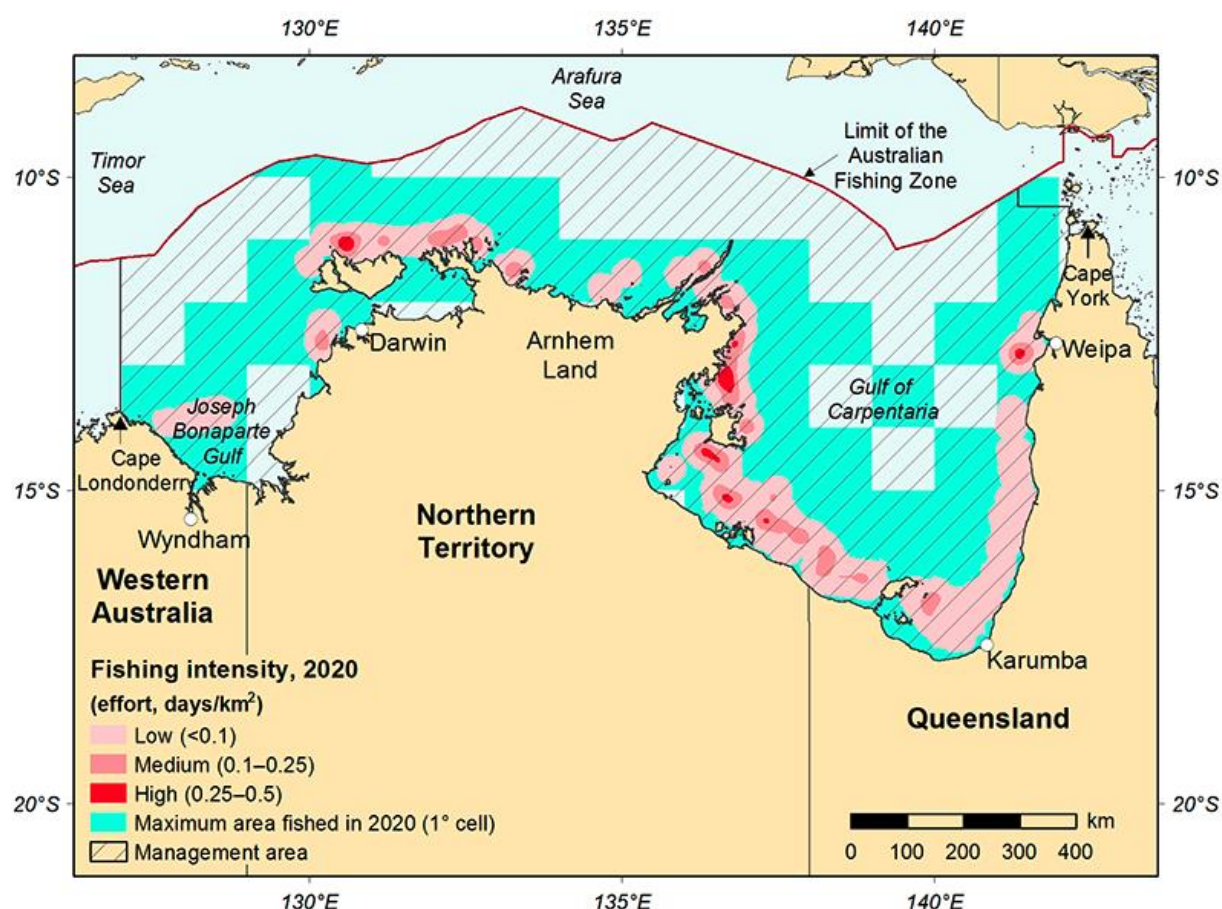 130°E
135°E
140°E
Arafura
Sea
Timor
Sea
Limit of the
Australian
Fishing Zone
10°S
10°S
Cape
York
Darwin
Arnhem
Land
Weipa
Gulf of
Carpentaria
Joseph
Bonaparte
Gulf
Cape
Londonderry
15°S
15°S
Wyndham
Northern
Territory
Western
Australia
Karumba
Queensland
Fishing intensity, 2020
(effort, days/km²)
Low (<0.1)
Medium (0.1–0.25)
High (0.25–0.5)
Maximum area fished in 2020 (1° cell)
Management area
20°S
20°S
km
0 100 200 300 400
130°E
135°E
140°E